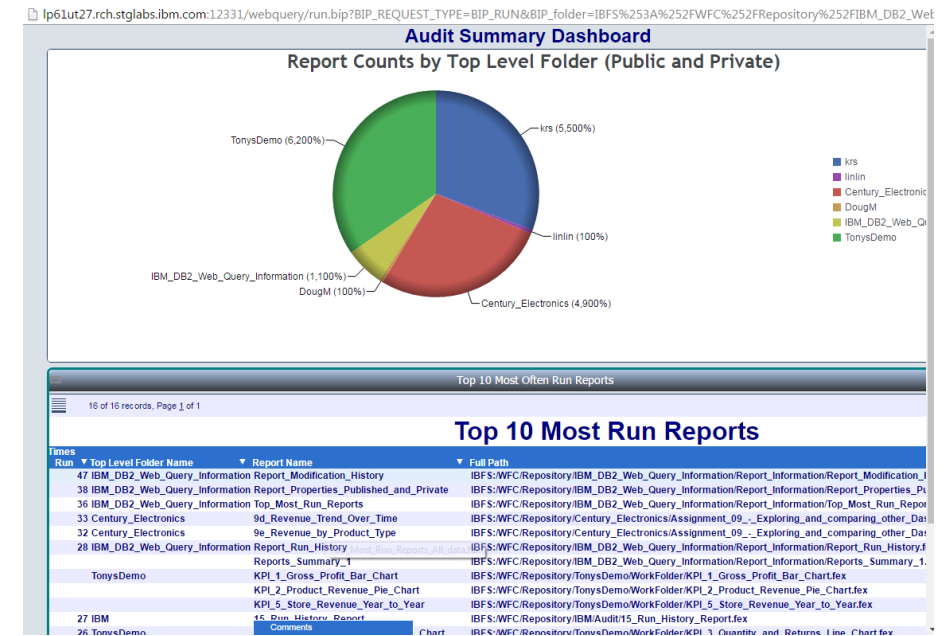 lp61ut27.rch.stglabs.ibm.com:12331/webquery/run.bip?BIP_REQUEST_TYPE=BIP_RUN&BIP_folder=IBFS%253A%252FWFC%252FRepository%252FIBM_DB2_Web
Audit Summary Dashboard
Report Counts by Top Level Folder (Public and Private)
TonysDemo (6,200%)
krs (5,500%)
krs
linlin
Century_Electronic
DougM
IBM_DB2_Web_Q
TonysDemo
linlin (100%)
IBM_DB2_Web_Query_Information (1,100%)
DougM (100%)
Century_Electronics (4,900%)
Top 10 Most Often Run Reports
16 of 16 records, Page 1 of 1
Top 10 Most Run Reports
Times
Run Top Level Folder Name Report Name Full Path
47 IBM_DB2_Web_Query_Information Report_Modification_History IBFS:/WFC/Repository/IBM_DB2_Web_Query_Information/Report_Information/Report_Modification_
38 IBM_DB2_Web_Query_Information Report_Properties_Published_and_Private IBFS:/WFC/Repository/IBM_DB2_Web_Query_Information/Report_Information/Report_Properties_Pu
36 IBM_DB2_Web_Query_Information Top_Most_Run_Reports IBFS:/WFC/Repository/IBM_DB2_Web_Query_Information/Report_Information/Top_Most_Run_Repor
33 Century_Electronics 9d_Revenue_Trend_Over_Time IBFS:/WFC/Repository/Century_Electronics/Assignment_09_-_Exploring_and_comparing_other_Das
32 Century_Electronics 9e_Revenue_by_Product_Type IBFS:/WFC/Repository/Century_Electronics/Assignment_09_-_Exploring_and_comparing_other_Das
28 IBM_DB2_Web_Query_Information Report_Run_History IBFS:/WFC/Repository/IBM_DB2_Web_Query_Information/Report_Information/Report_Run_History.f
Most_Run_Reports_All_data
Reports_Summary_1 IBFS:/WFC/Repository/IBM_DB2_Web_Query_Information/Report_Information/Reports_Summary_1.
TonysDemo KPI_1_Gross_Profit_Bar_Chart IBFS:/WFC/Repository/TonysDemo/WorkFolder/KPI_1_Gross_Profit_Bar_Chart.fex
KPI_2_Product_Revenue_Pie_Chart IBFS:/WFC/Repository/TonysDemo/WorkFolder/KPI_2_Product_Revenue_Pie_Chart.fex
KPI_5_Store_Revenue_Year_to_Year IBFS:/WFC/Repository/TonysDemo/WorkFolder/KPI_5_Store_Revenue_Year_to_Year.fex
27 IBM 15_Run_History_Report IBFS:/WFC/Repository/IBM/Audit/15_Run_History_Report.fex
Comments
26 TonysDemo Chart IBFS:/WFC/Repository/TonysDemo/WorkFolder/KPI_3_Quantity_and_Returns_Line_Chart.fex